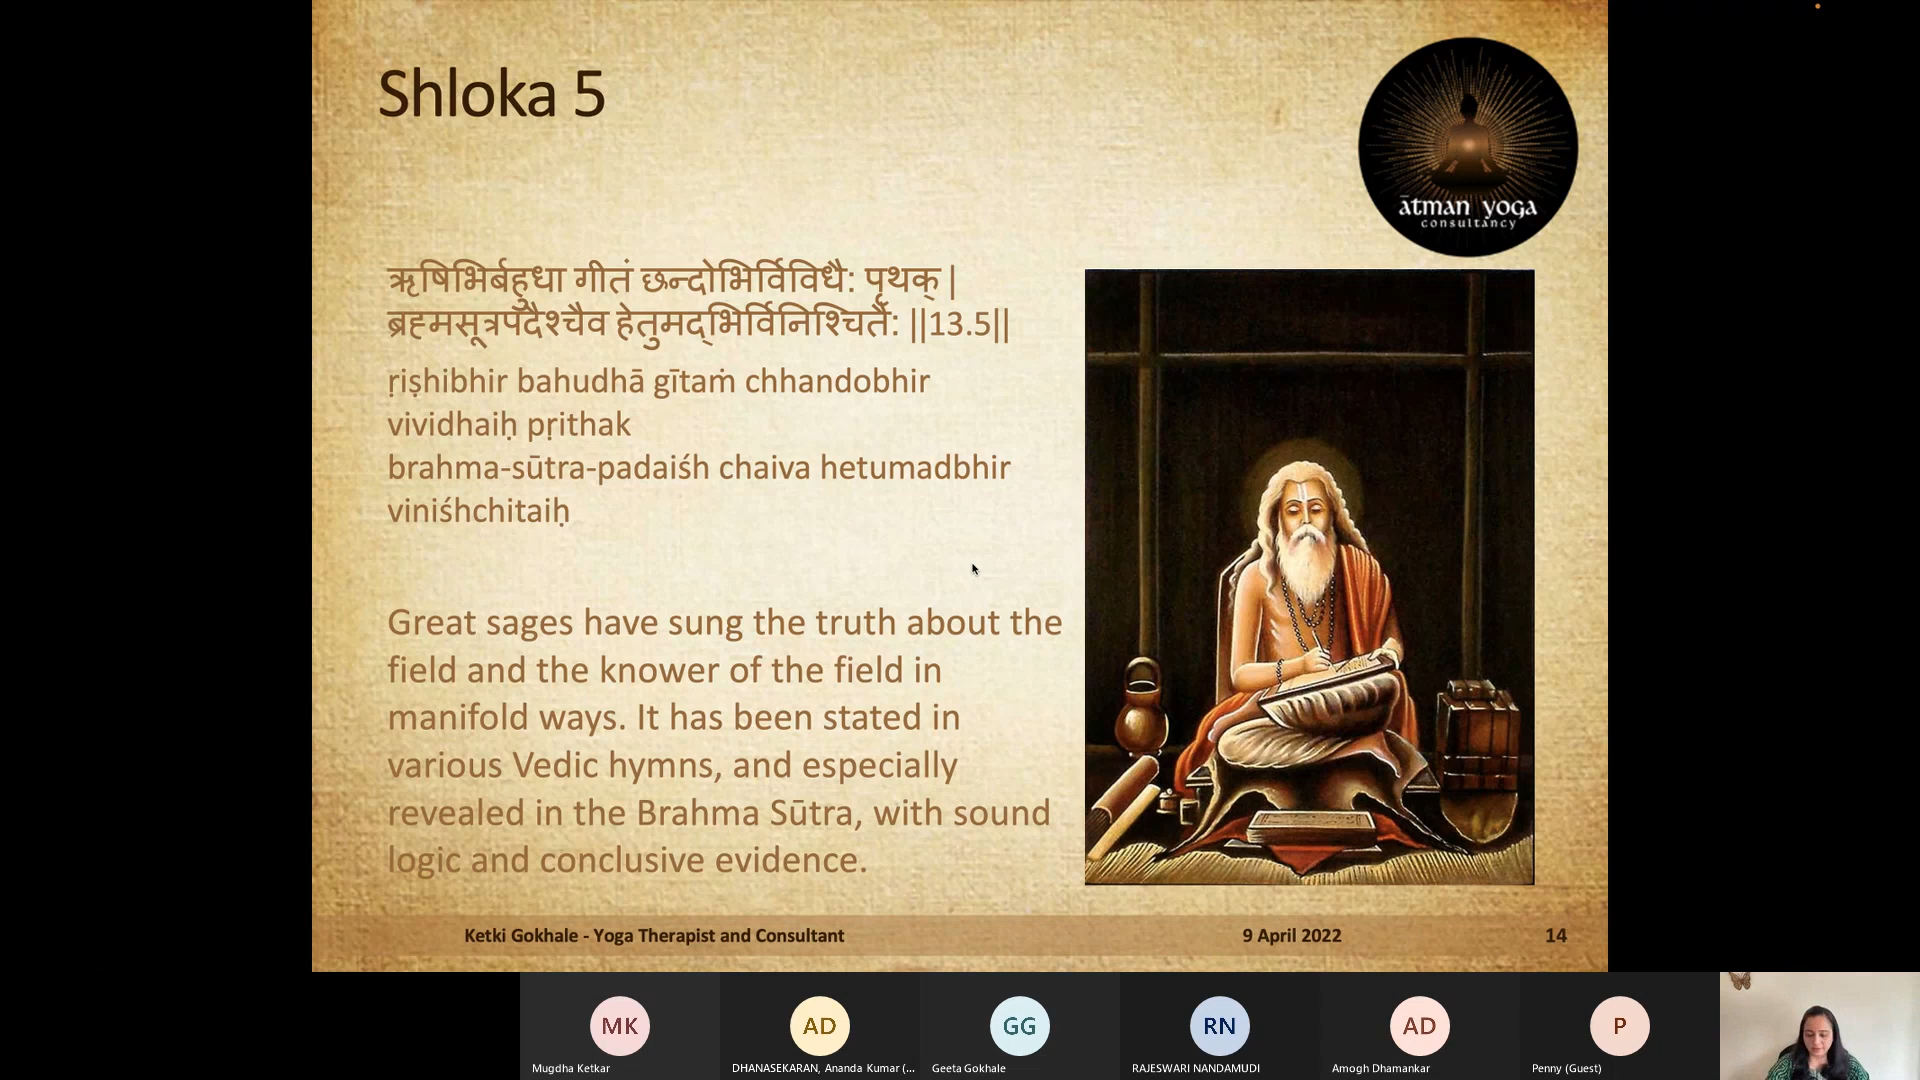 Shloka 5
ātman yoga
consultancy
ऋषिभिर्बहुधा गीतं छन्दोभिर्विविधै: पृथक् |
ब्रह्मसूत्रपदैश्चैव हेतुमद्भिर्विनिश्चितै: ||13.5||
ṛiṣhibhir bahudhā gītaṁ chhandobhir
vividhaiḥ pṛithak
brahma-sūtra-padaiśh chaiva hetumadbhir
viniśhchitaiḥ
Great sages have sung the truth about the
field and the knower of the field in
manifold ways. It has been stated in
various Vedic hymns, and especially
revealed in the Brahma Sūtra, with sound
logic and conclusive evidence.
Ketki Gokhale - Yoga Therapist and Consultant
9 April 2022
14
MK
AD
GG
RN
AD
P
Mugdha Ketkar
DHANASEKARAN, Ananda Kumar (...
Geeta Gokhale
RAJESWARI NANDAMUDI
Amogh Dhamankar
Penny (Guest)